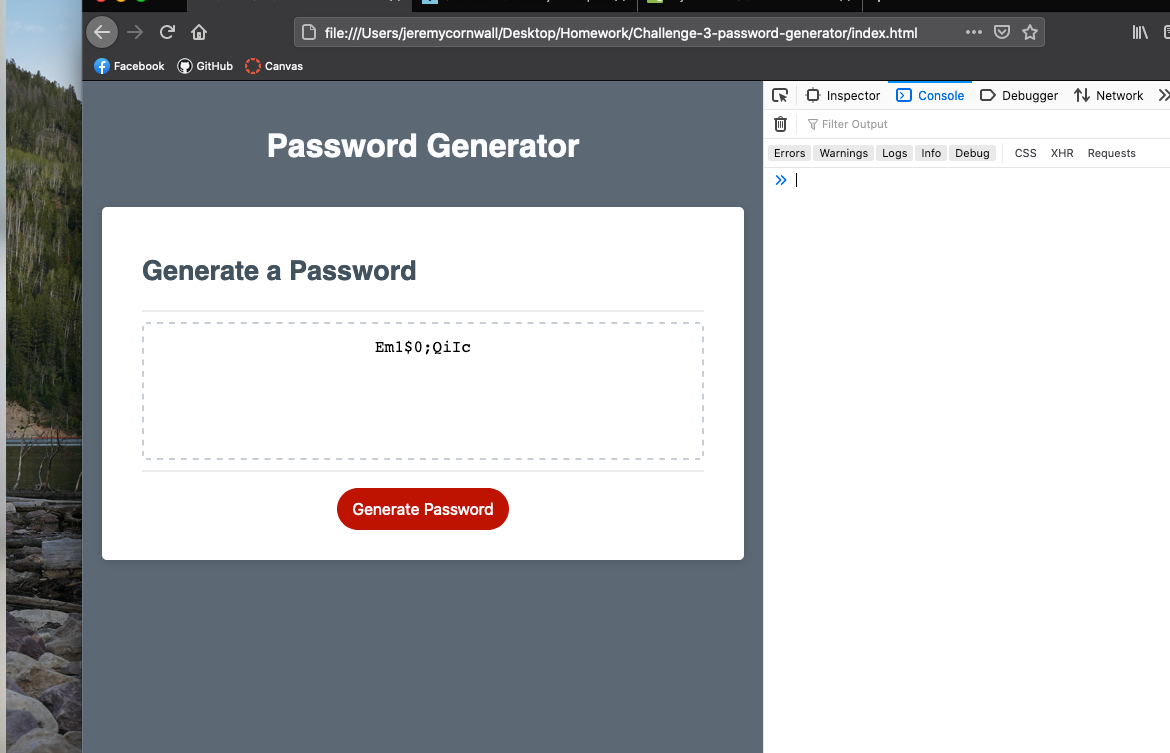 file:///Users/jeremycornwall/Desktop/Homework/Challenge-3-password-generator/index.html
Facebook GitHub Canvas
Inspector Console Debugger Network
Filter Output
Errors Warnings Logs Info Debug CSS XHR Requests
Password Generator
Generate a Password
Em1$0;QiIc
Generate Password